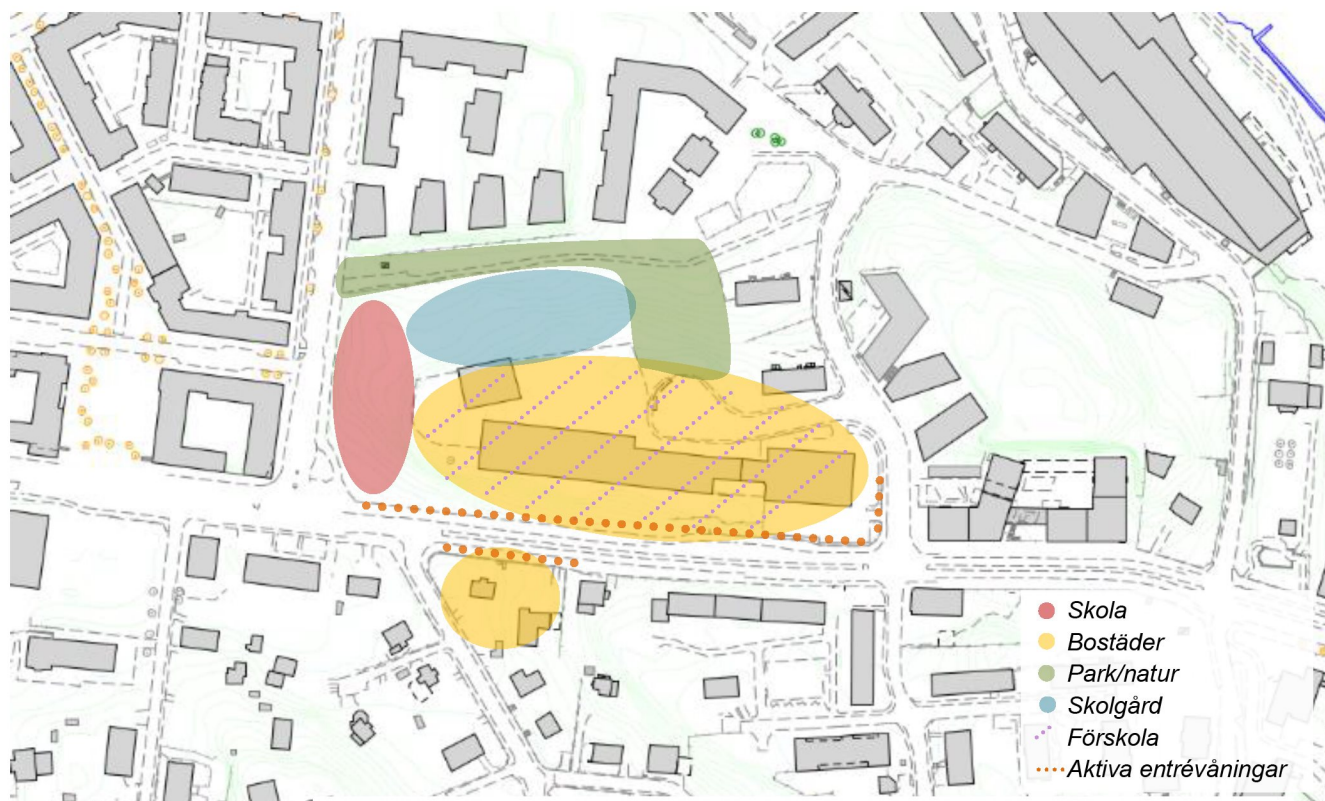 Skola
Bostäder
Park/natur
Skolgård
Förskola
Aktiva entrévåningar